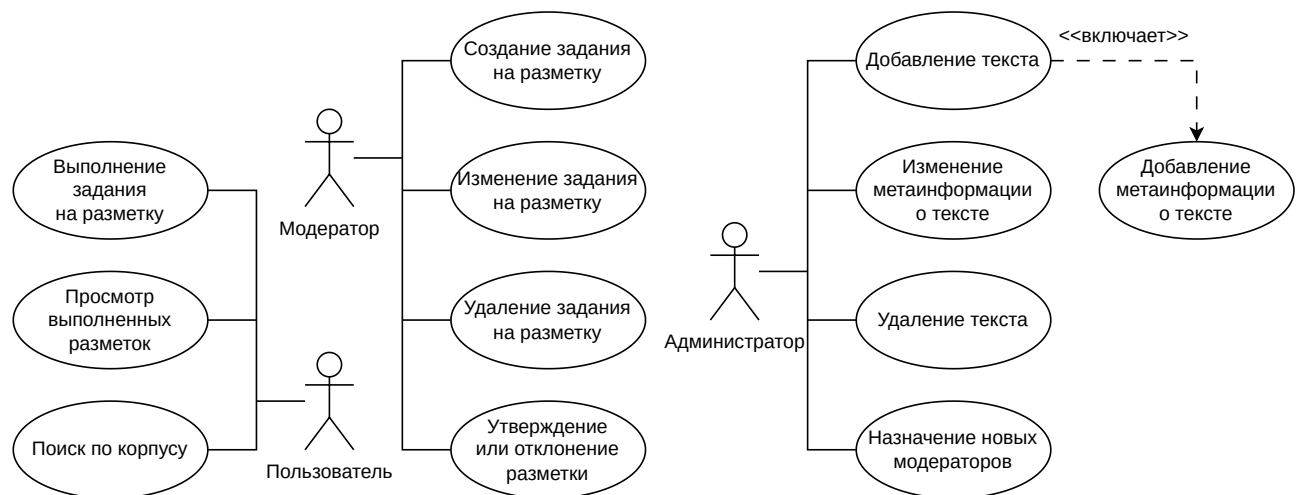 Выполнение
задания
на разметку
Просмотр
выполненных
разметок
Поиск по корпусу
Модератор
Пользователь
Создание задания
на разметку
Изменение задания
на разметку
Удаление задания
на разметку
Утверждение
или отклонение
разметки
Администратор
Добавление текста
<<включает>>
Изменение
метаинформации
о тексте
Добавление
метаинформации
о тексте
Удаление текста
Назначение новых
модераторов